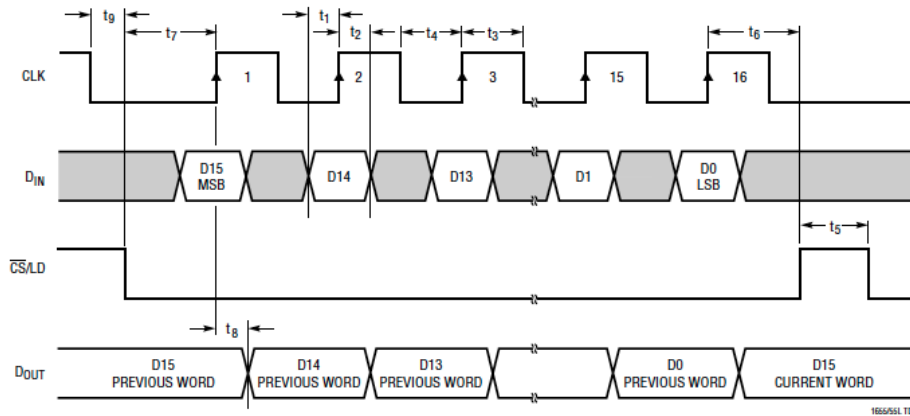 t9
t7
t1
t2
t4
t3
t6
CLK
1
2
3
15
16
DIN
D15
MSB
D14
D13
D1
D0
LSB
t5
CS/LD
t8
DOUT
D15
PREVIOUS WORD
D14
PREVIOUS WORD
D13
PREVIOUS WORD
D0
PREVIOUS WORD
D15
CURRENT WORD